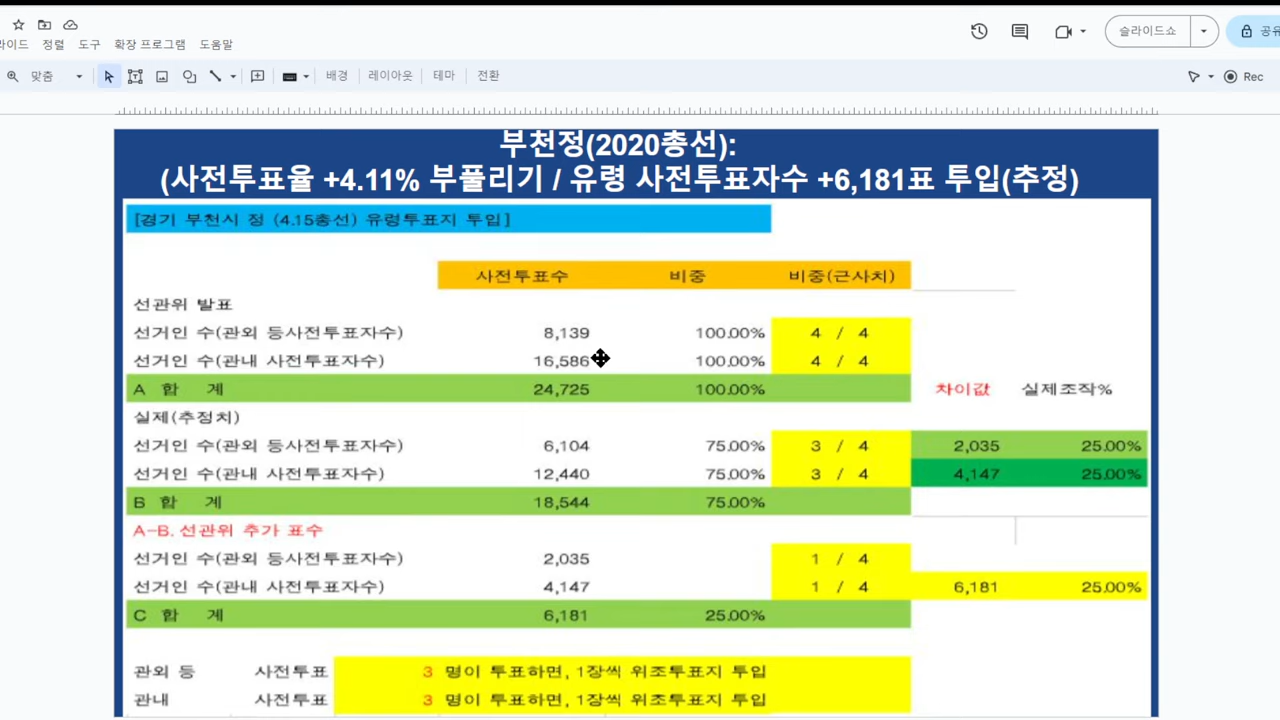 라이드 정렬 도구 확장 프로그램 도움말
슬라이드쇼 공유
맞춤 배경 레이아웃 테마 전환 Rec
부천정(2020총선):
(사전투표율 +4.11% 부풀리기 / 유령 사전투표자수 +6,181표 투입(추정)
[경기 부천시 정 (4.15총선) 유령투표지 투입]
사전투표수 비중 비중(근사치)
선관위 발표
선거인 수(관외 등사전투표자수) 8,139 100.00% 4 / 4
선거인 수(관내 사전투표자수) 16,586 100.00% 4 / 4
A 합 계 24,725 100.00% 차이값 실제조작%
실제(추정치)
선거인 수(관외 등사전투표자수) 6,104 75.00% 3 / 4 2,035 25.00%
선거인 수(관내 사전투표자수) 12,440 75.00% 3 / 4 4,147 25.00%
B 합 계 18,544 75.00%
A-B. 선관위 추가 표수
선거인 수(관외 등사전투표자수) 2,035 1 / 4
선거인 수(관내 사전투표자수) 4,147 1 / 4 6,181 25.00%
C 합 계 6,181 25.00%
관외 등 사전투표 3 명이 투표하면, 1장씩 위조투표지 투입
관내 사전투표 3 명이 투표하면, 1장씩 위조투표지 투입